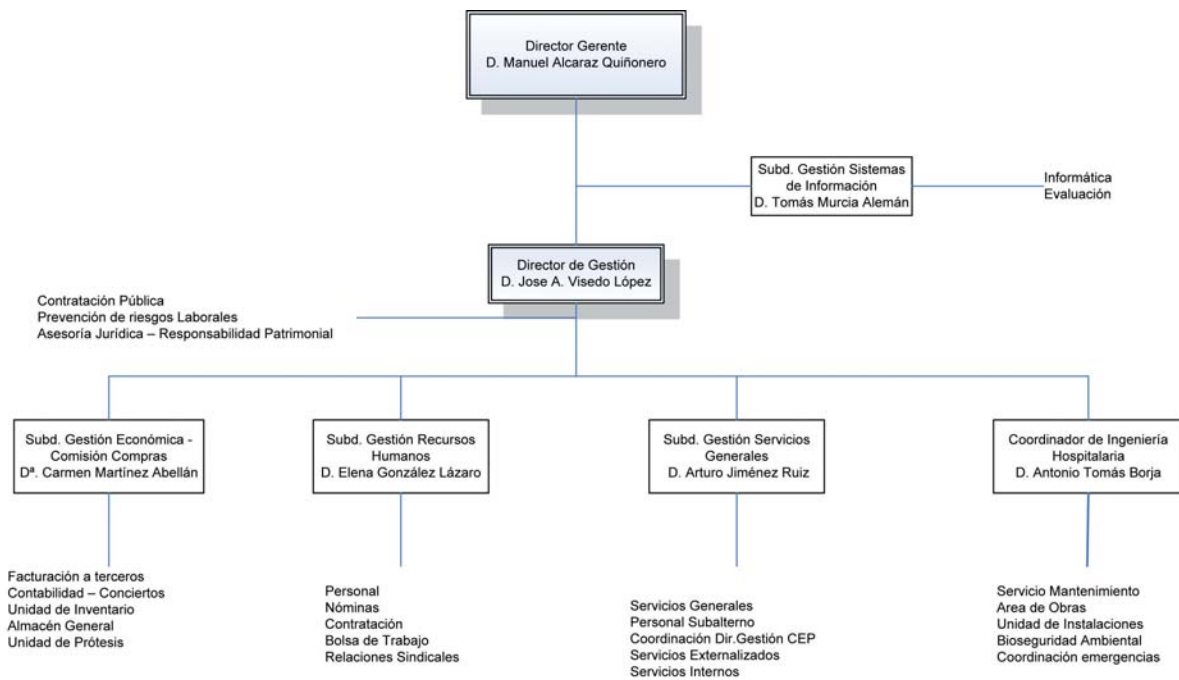 Director Gerente
D. Manuel Alcaraz Quiñonero
Subd. Gestión Sistemas
de Información
D. Tomás Murcia Alemán
Informática
Evaluación
Director de Gestión
D. Jose A. Visedo López
Contratación Pública
Prevención de riesgos Laborales
Asesoría Jurídica – Responsabilidad Patrimonial
Subd. Gestión Económica -
Comisión Compras
Dª. Carmen Martínez Abellán
Subd. Gestión Recursos
Humanos
D. Elena González Lázaro
Subd. Gestión Servicios
Generales
D. Arturo Jiménez Ruiz
Coordinador de Ingeniería
Hospitalaria
D. Antonio Tomás Borja
Facturación a terceros
Contabilidad – Conciertos
Unidad de Inventario
Almacén General
Unidad de Prótesis
Personal
Nóminas
Contratación
Bolsa de Trabajo
Relaciones Sindicales
Servicios Generales
Personal Subalterno
Coordinación Dir.Gestión CEP
Servicios Externalizados
Servicios Internos
Servicio Mantenimiento
Area de Obras
Unidad de Instalaciones
Bioseguridad Ambiental
Coordinación emergencias